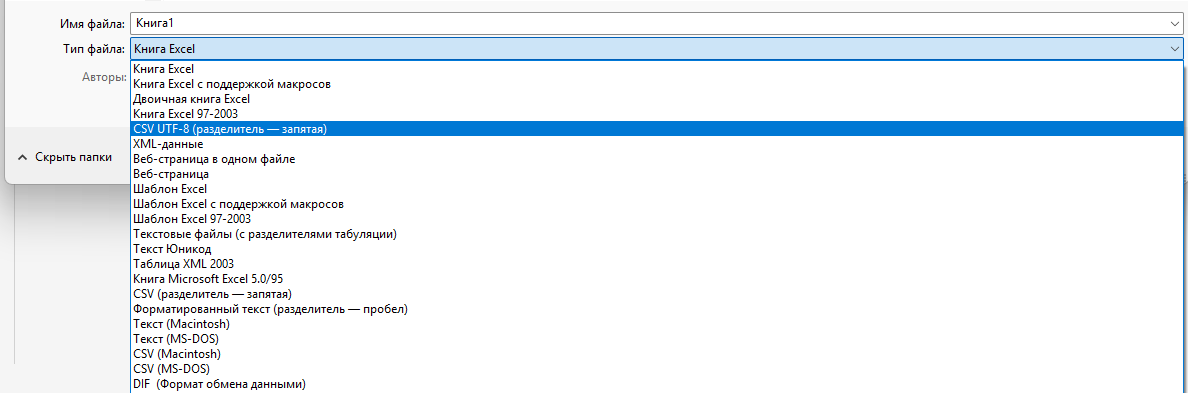 Имя файла: Книга1
Тип файла: Книга Excel
Авторы:
Книга Excel
Книга Excel с поддержкой макросов
Двоичная книга Excel
Книга Excel 97-2003
CSV UTF-8 (разделитель — запятая)
XML-данные
Скрыть папки
Веб-страница в одном файле
Веб-страница
Шаблон Excel
Шаблон Excel с поддержкой макросов
Шаблон Excel 97-2003
Текстовые файлы (с разделителями табуляции)
Текст Юникод
Таблица XML 2003
Книга Microsoft Excel 5.0/95
CSV (разделитель — запятая)
Форматированный текст (разделитель — пробел)
Текст (Macintosh)
Текст (MS-DOS)
CSV (Macintosh)
CSV (MS-DOS)
DIF (Формат обмена данными)